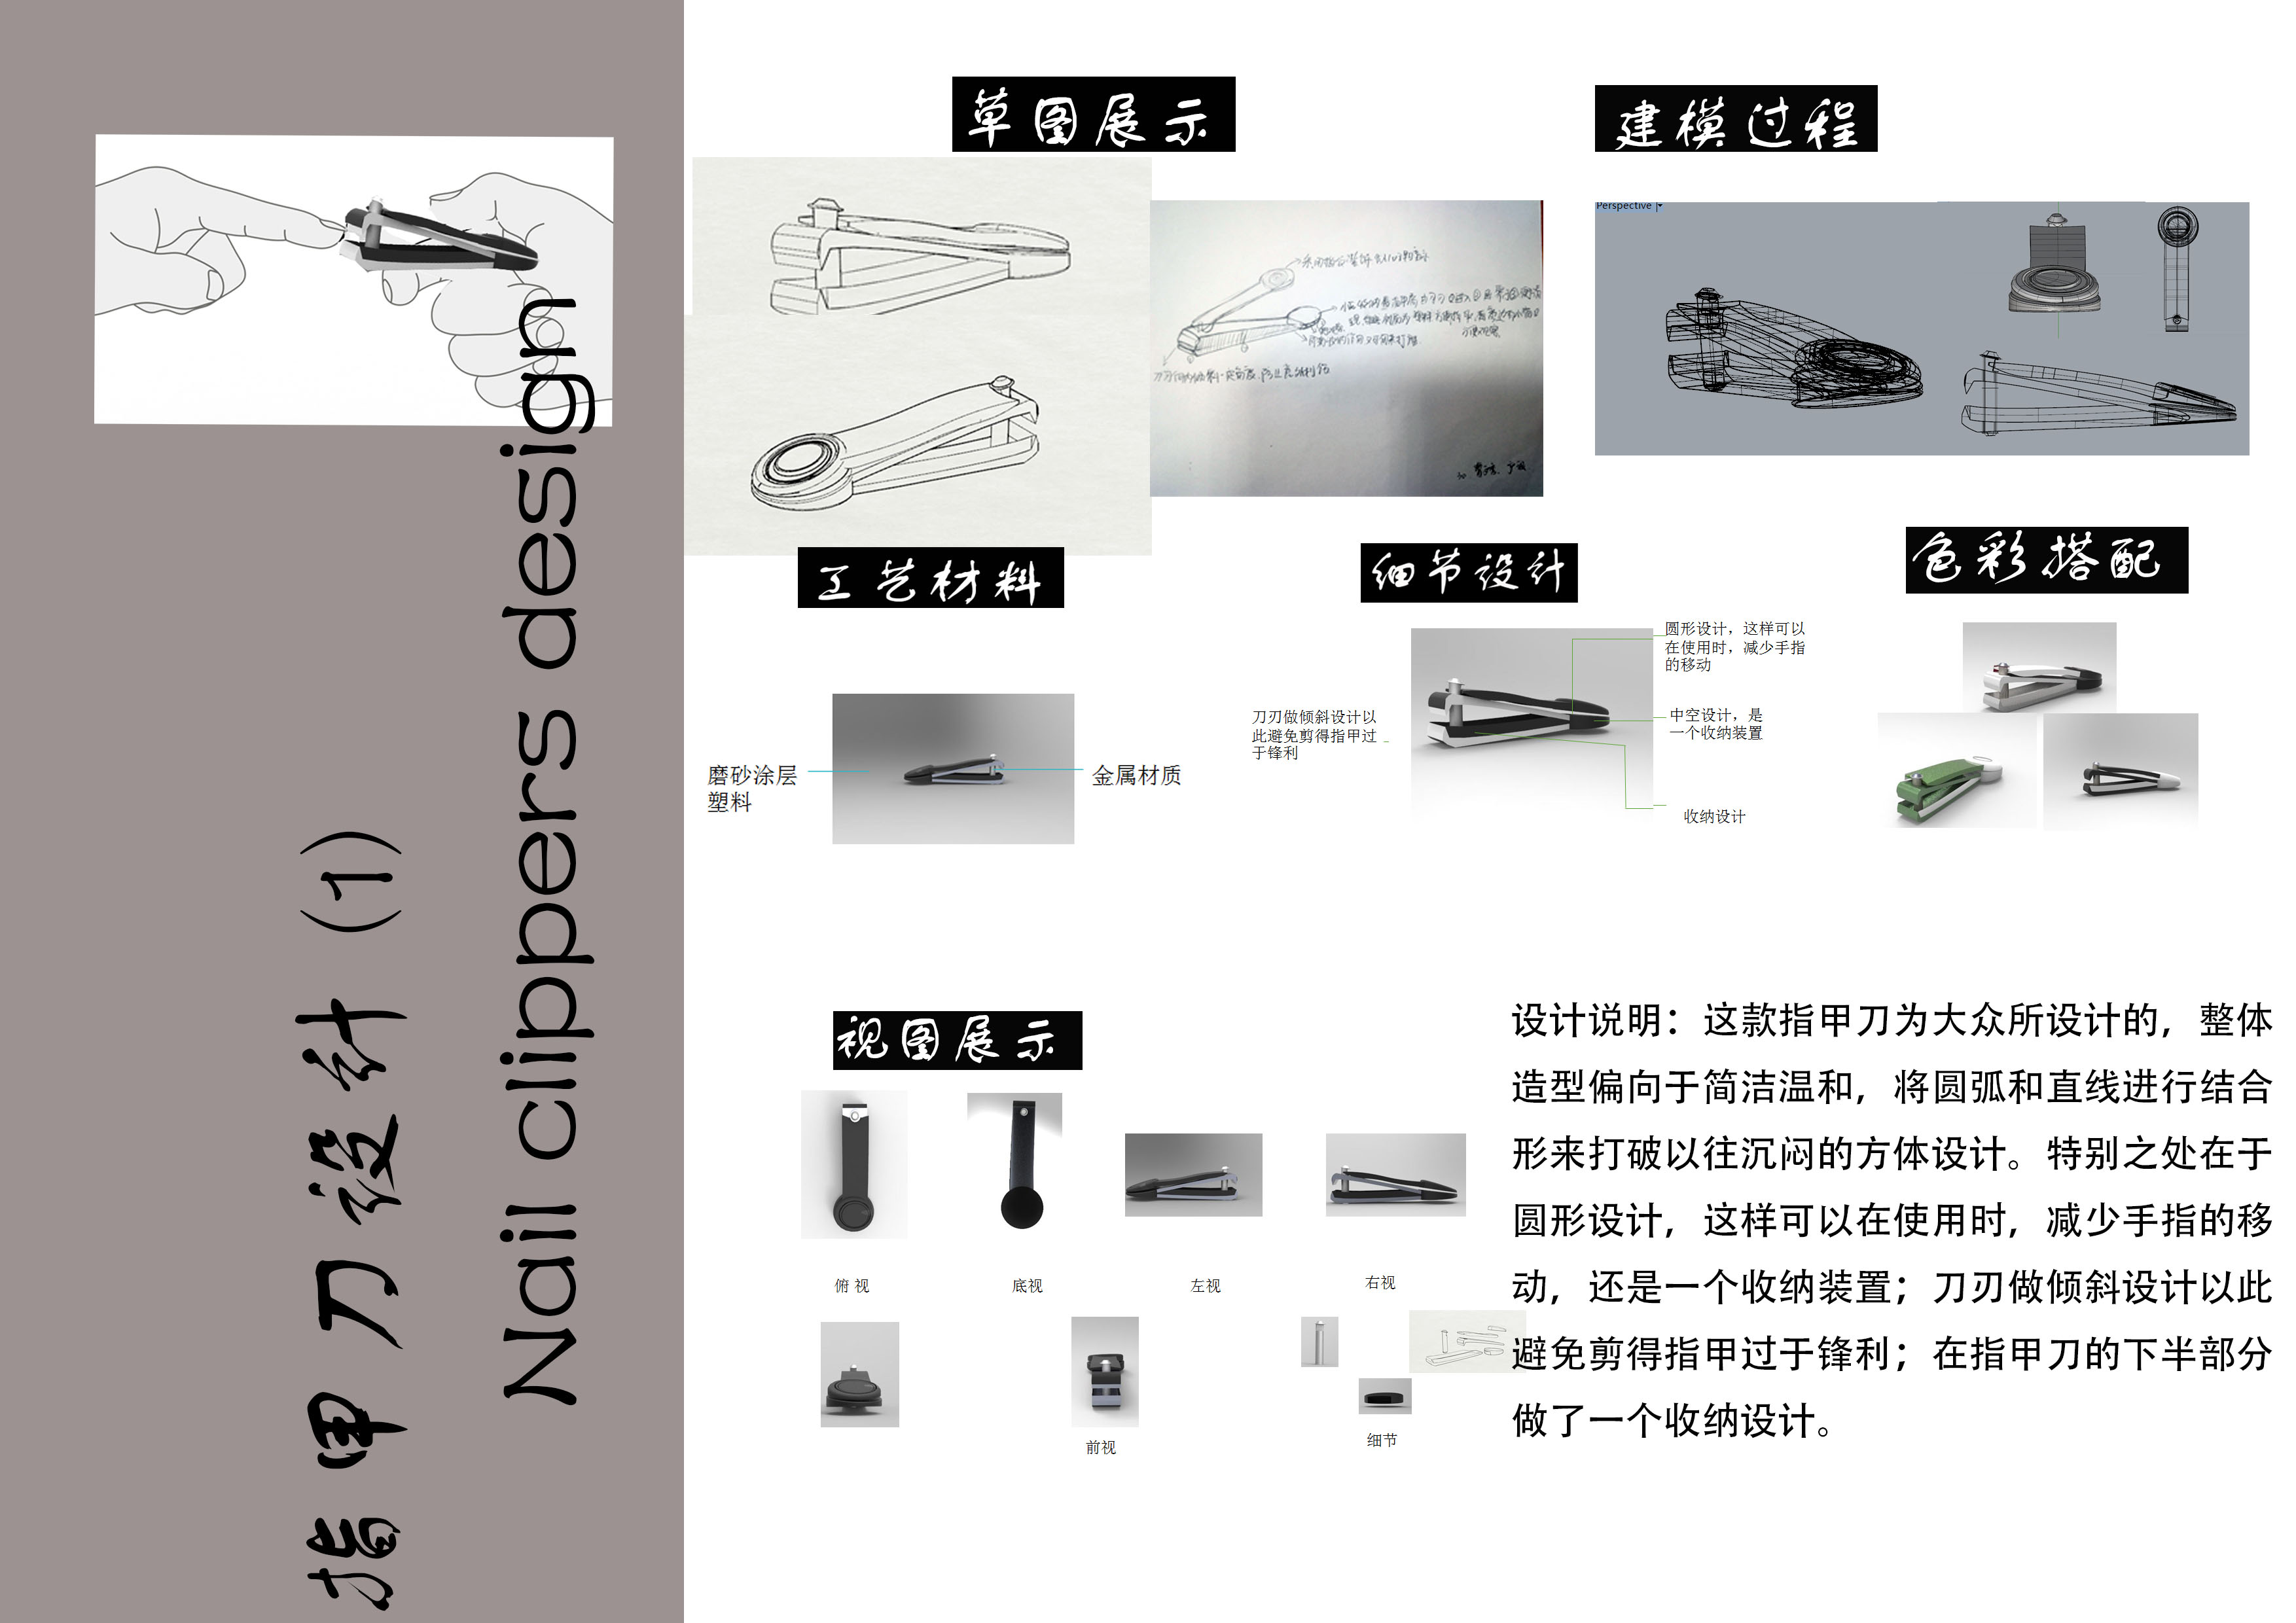 指甲刀设计（1）
Nail clippers design
草图展示
建模过程
Perspective
工艺材料
磨砂涂层
塑料
金属材质
细节设计
刀刃做倾斜设计以
此避免剪得指甲过
于锋利
圆形设计，这样可以
在使用时，减少手指
的移动
中空设计，是
一个收纳装置
收纳设计
色彩搭配
视图展示
俯 视
底视
左视
右视
前视
细节
设计说明：这款指甲刀为大众所设计的，整体
造型偏向于简洁温和，将圆弧和直线进行结合
形来打破以往沉闷的方体设计。特别之处在于
圆形设计，这样可以在使用时，减少手指的移
动，还是一个收纳装置；刀刃做倾斜设计以此
避免剪得指甲过于锋利；在指甲刀的下半部分
做了一个收纳设计。